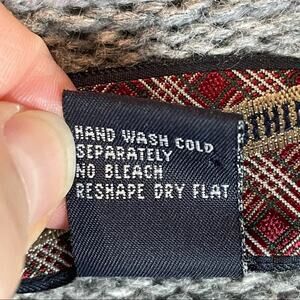 HAND WASH COLD
SEPARATELY
NO BLEACH
RESHAPE DRY FLAT